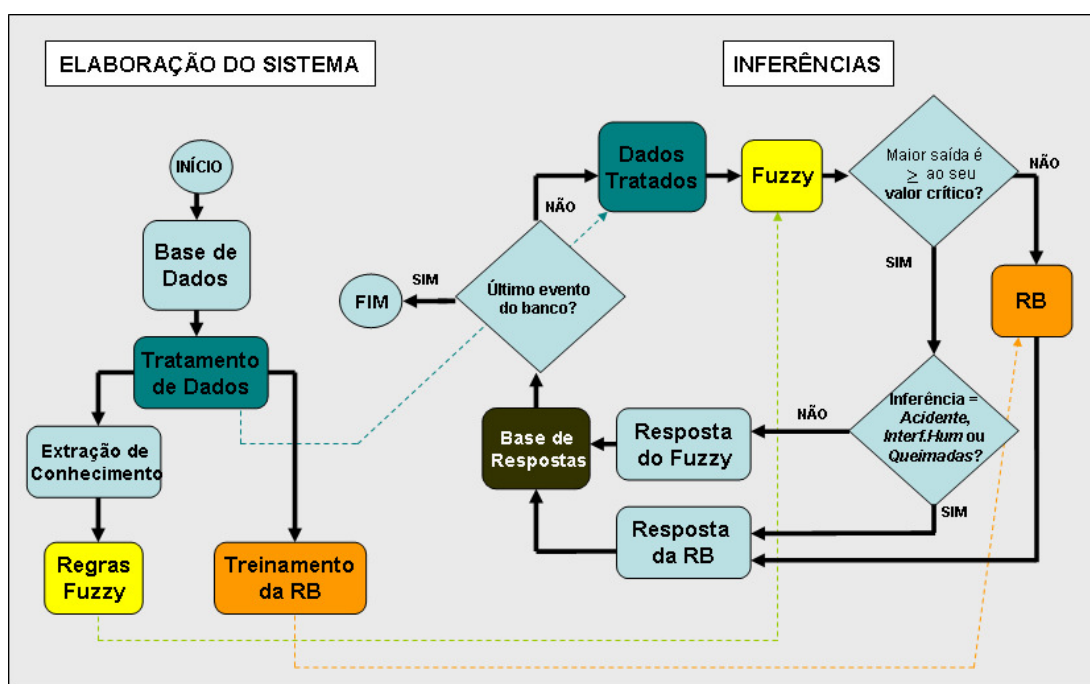 ELABORAÇÃO DO SISTEMA
INÍCIO
Base de
Dados
Tratamento
de Dados
Extração de
Conhecimento
Regras
Fuzzy
Treinamento
da RB
INFERÊNCIAS
Dados
Tratados
Fuzzy
Maior saída é
≥ ao seu
valor crítico?
NÃO
SIM
RB
NÃO
SIM
FIM
Último evento
do banco?
Inferência =
Acidente,
Interf.Hum ou
Queimadas?
NÃO
SIM
Resposta
do Fuzzy
Base de
Respostas
Resposta
da RB